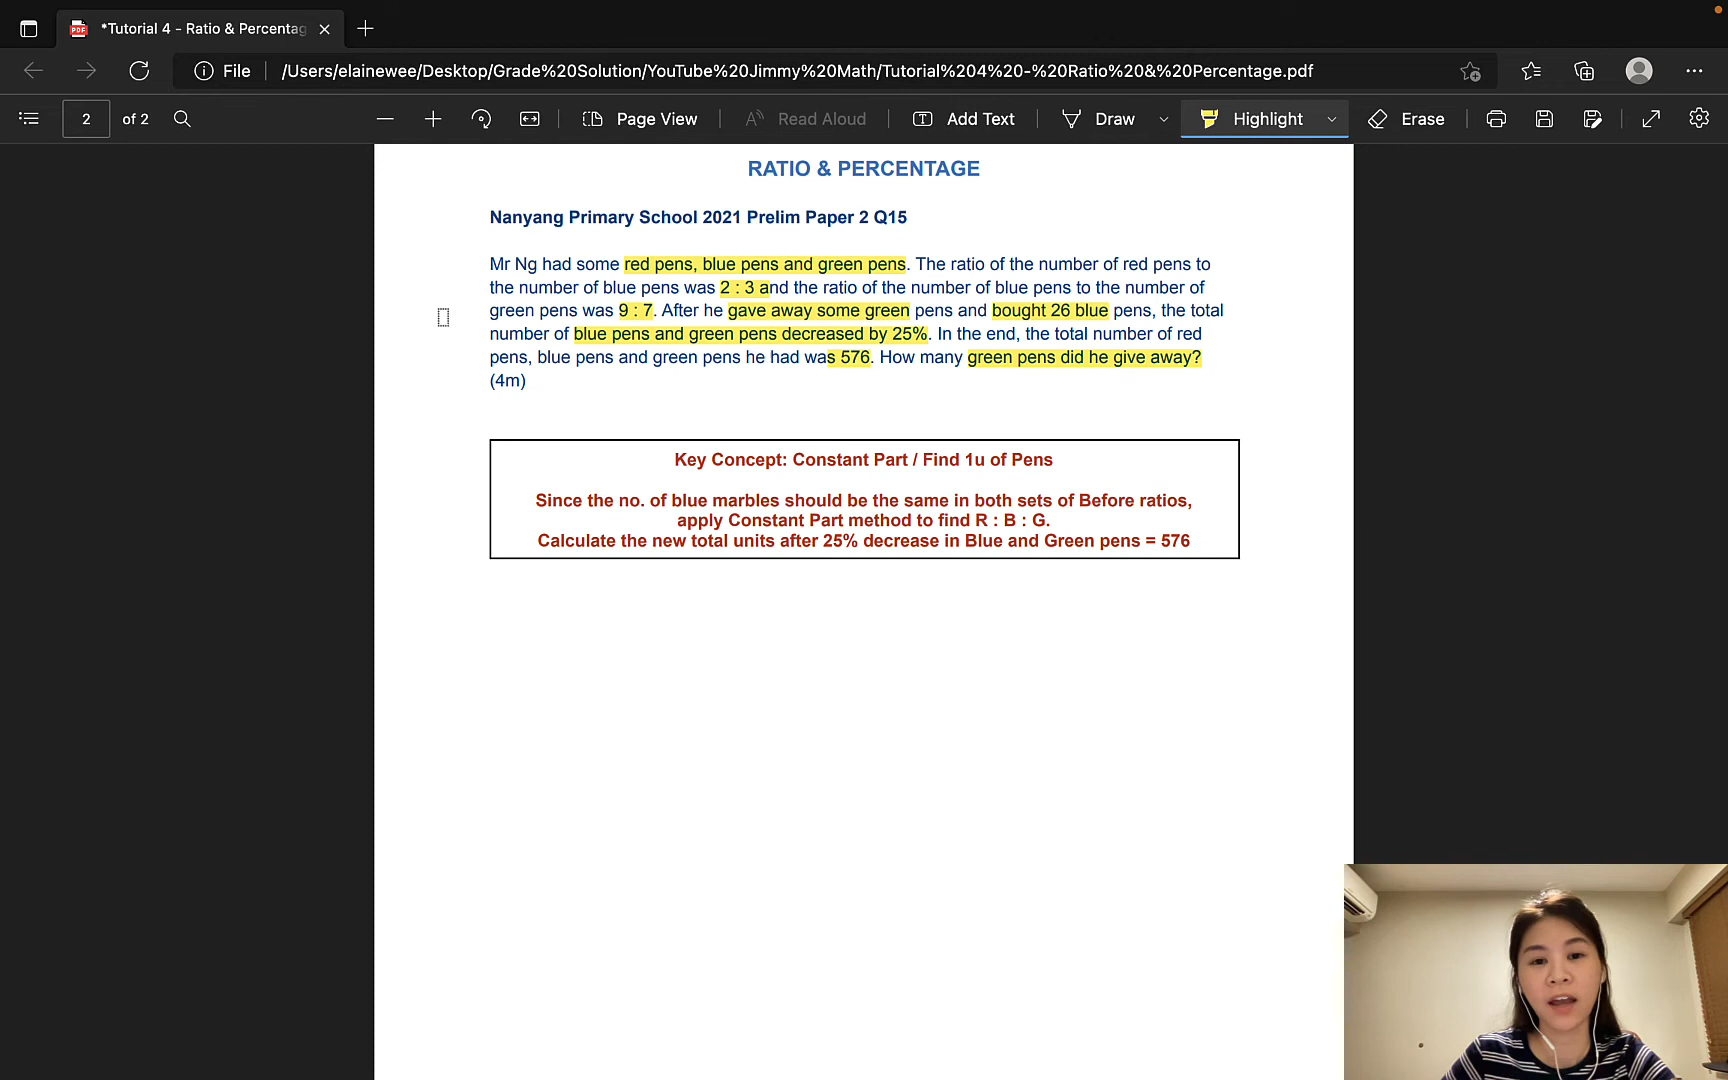 *Tutorial 4 - Ratio & Percentag
File
/Users/elainewee/Desktop/Grade%20Solution/YouTube%20Jimmy%20Math/Tutorial%204%20-%20Ratio%20&%20Percentage.pdf
2 of 2
Page View
Read Aloud
Add Text
Draw
Highlight
Erase
RATIO & PERCENTAGE
Nanyang Primary School 2021 Prelim Paper 2 Q15
Mr Ng had some red pens, blue pens and green pens. The ratio of the number of red pens to
the number of blue pens was 2 : 3 and the ratio of the number of blue pens to the number of
green pens was 9 : 7. After he gave away some green pens and bought 26 blue pens, the total
number of blue pens and green pens decreased by 25%. In the end, the total number of red
pens, blue pens and green pens he had was 576. How many green pens did he give away?
(4m)
Key Concept: Constant Part / Find 1u of Pens
Since the no. of blue marbles should be the same in both sets of Before ratios,
apply Constant Part method to find R : B : G.
Calculate the new total units after 25% decrease in Blue and Green pens = 576